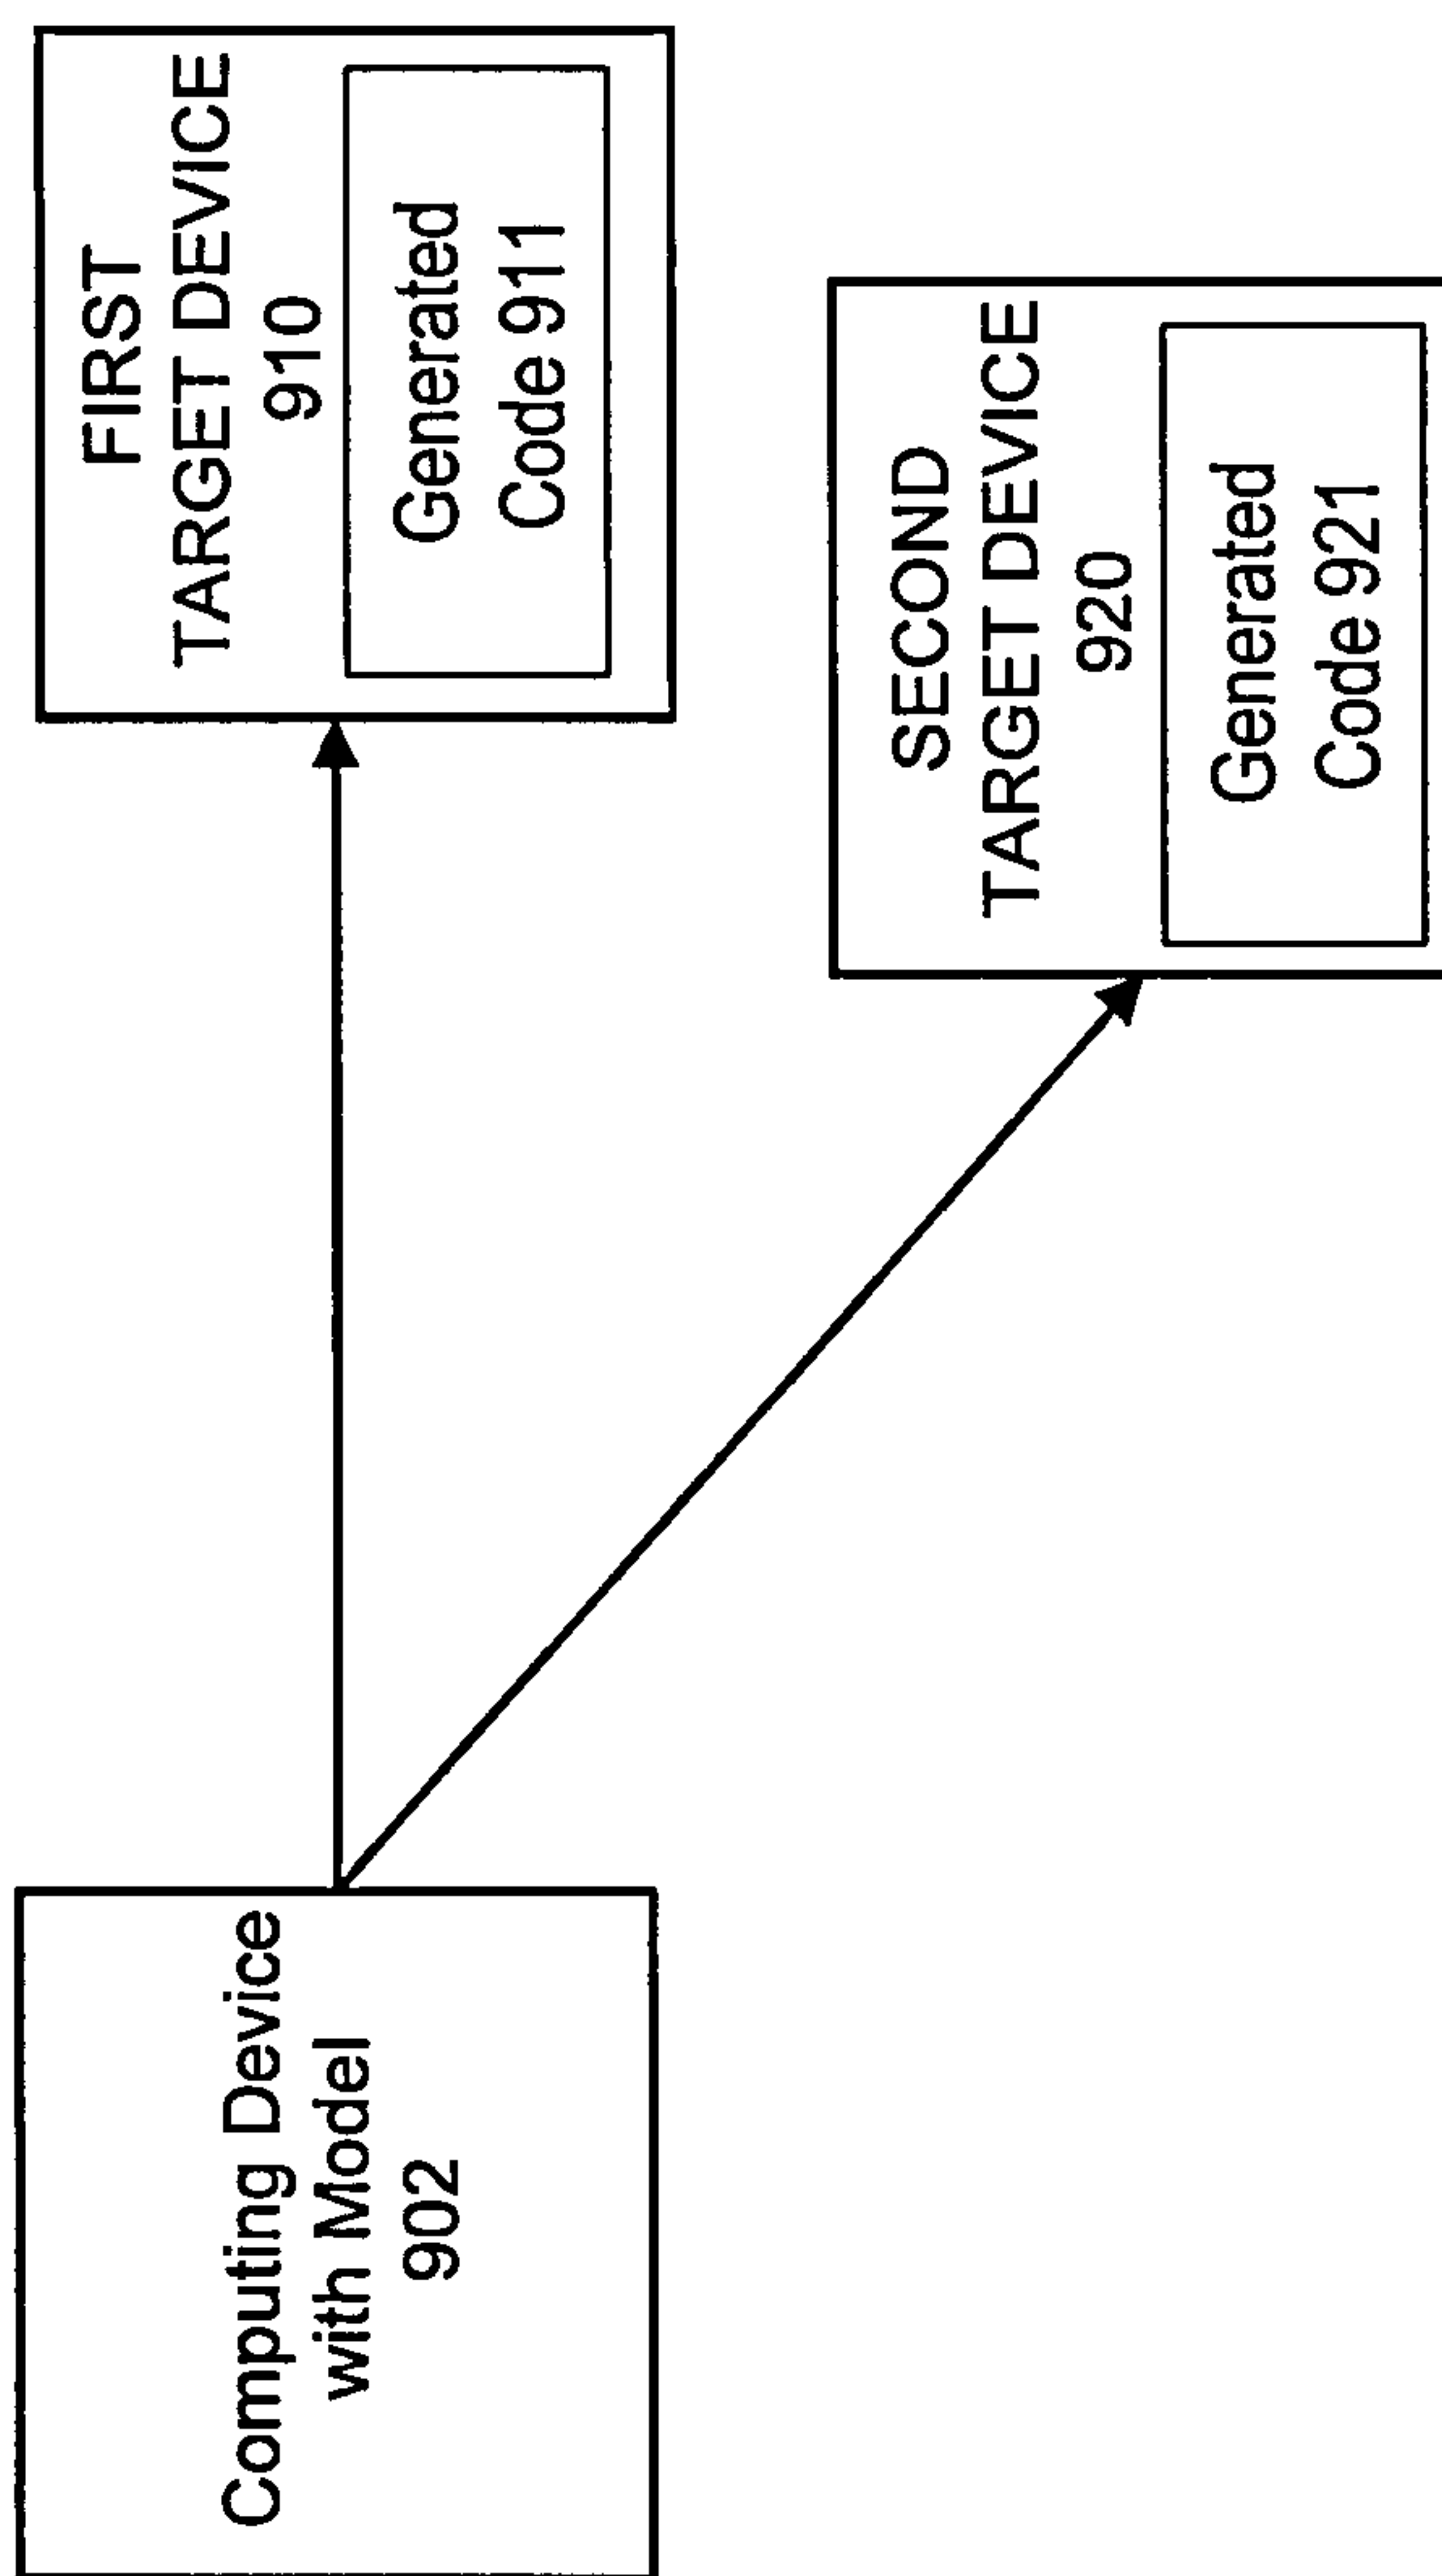 Computing Device
with Model
902
FIRST
TARGET DEVICE
910
Generated
Code 911
SECOND
TARGET DEVICE
920
Generated
Code 921